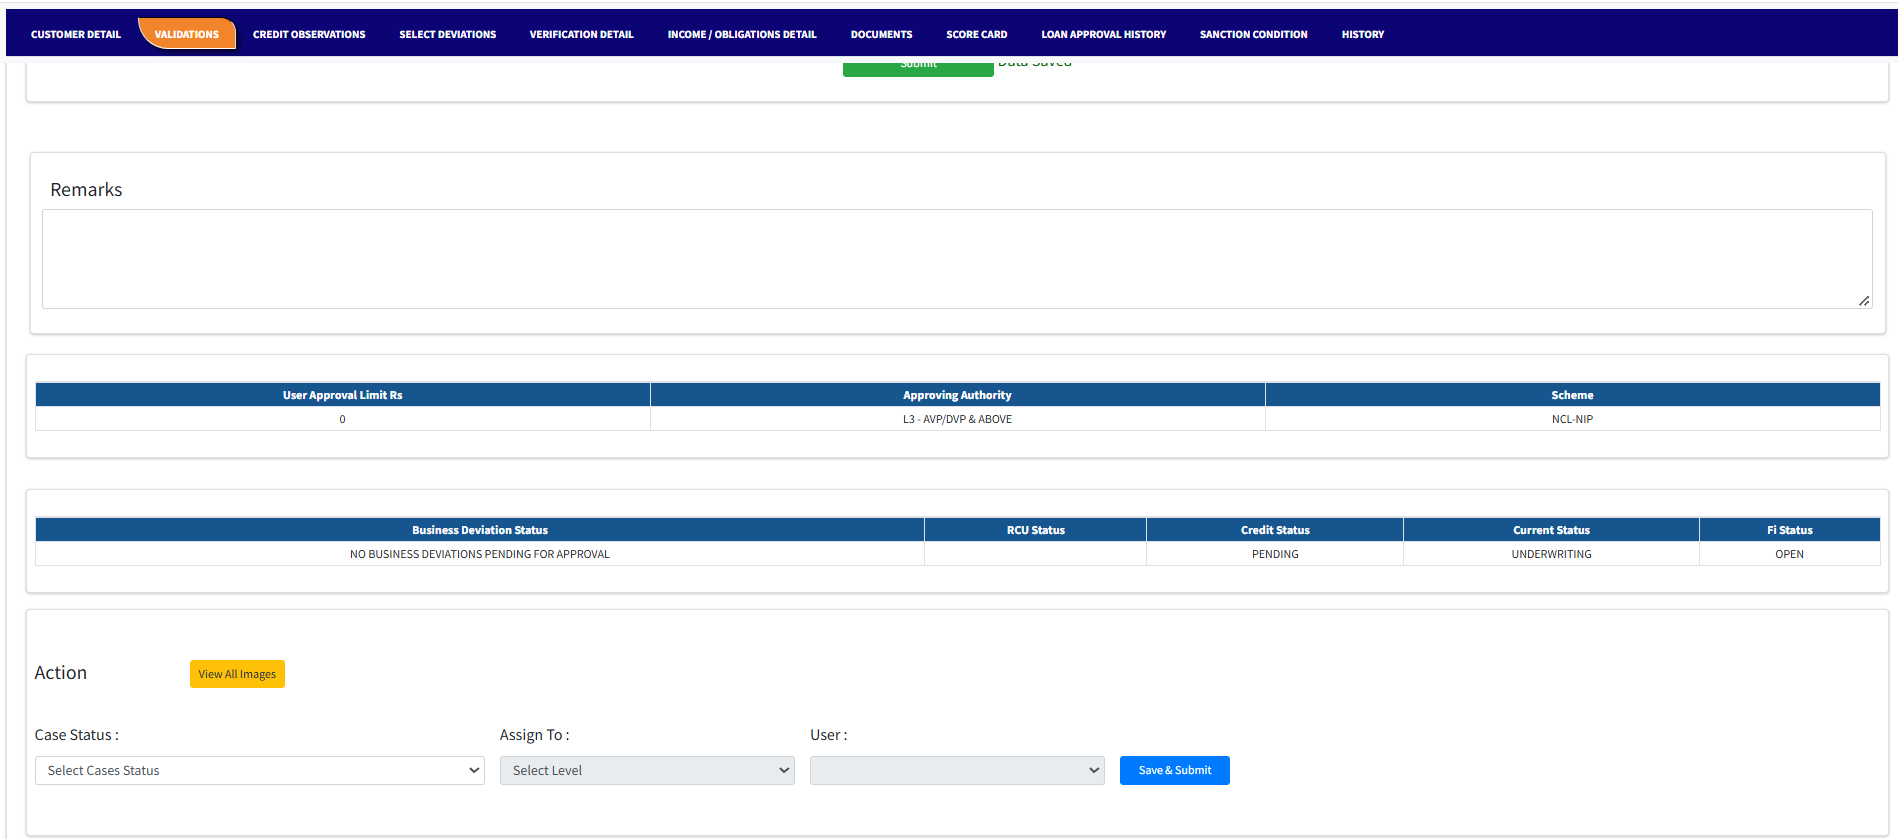 CUSTOMER DETAIL VALIDATIONS CREDIT OBSERVATIONS SELECT DEVIATIONS VERIFICATION DETAIL INCOME / OBLIGATIONS DETAIL DOCUMENTS SCORE CARD LOAN APPROVAL HISTORY SANCTION CONDITION HISTORY
Submit Data Saved
Remarks
User Approval Limit Rs Approving Authority Scheme
0 L3 - AVP/DVP & ABOVE NCL-NIP
Business Deviation Status RCU Status Credit Status Current Status Fi Status
NO BUSINESS DEVIATIONS PENDING FOR APPROVAL PENDING UNDERWRITING OPEN
Action View All Images
Case Status : Assign To : User :
Select Cases Status Select Level Save & Submit